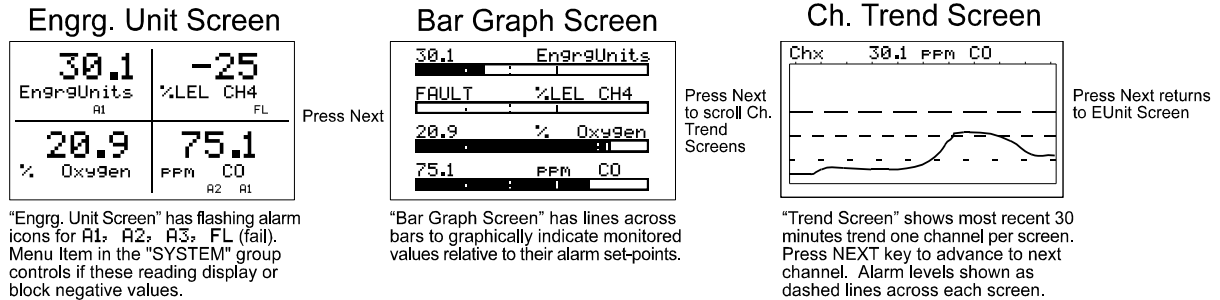 Engrg. Unit Screen
30.1
EngrgUnits
A1
-25
%LEL CH4
FL
20.9
% Oxygen
75.1
PPM CO
A2 A1
"Engrg. Unit Screen" has flashing alarm
icons for A1, A2, A3, FL (fail).
Menu Item in the "SYSTEM" group
controls if these reading display or
block negative values.
Press Next
Bar Graph Screen
30.1 EngrgUnits
FAULT %LEL CH4
20.9 % Oxygen
75.1 PPM CO
"Bar Graph Screen" has lines across
bars to graphically indicate monitored
values relative to their alarm set-points.
Press Next
to scroll Ch.
Trend
Screens
Ch. Trend Screen
Chx 30.1 PPM CO
"Trend Screen" shows most recent 30
minutes trend one channel per screen.
Press NEXT key to advance to next
channel. Alarm levels shown as
dashed lines across each screen.
Press Next returns
to EUnit Screen